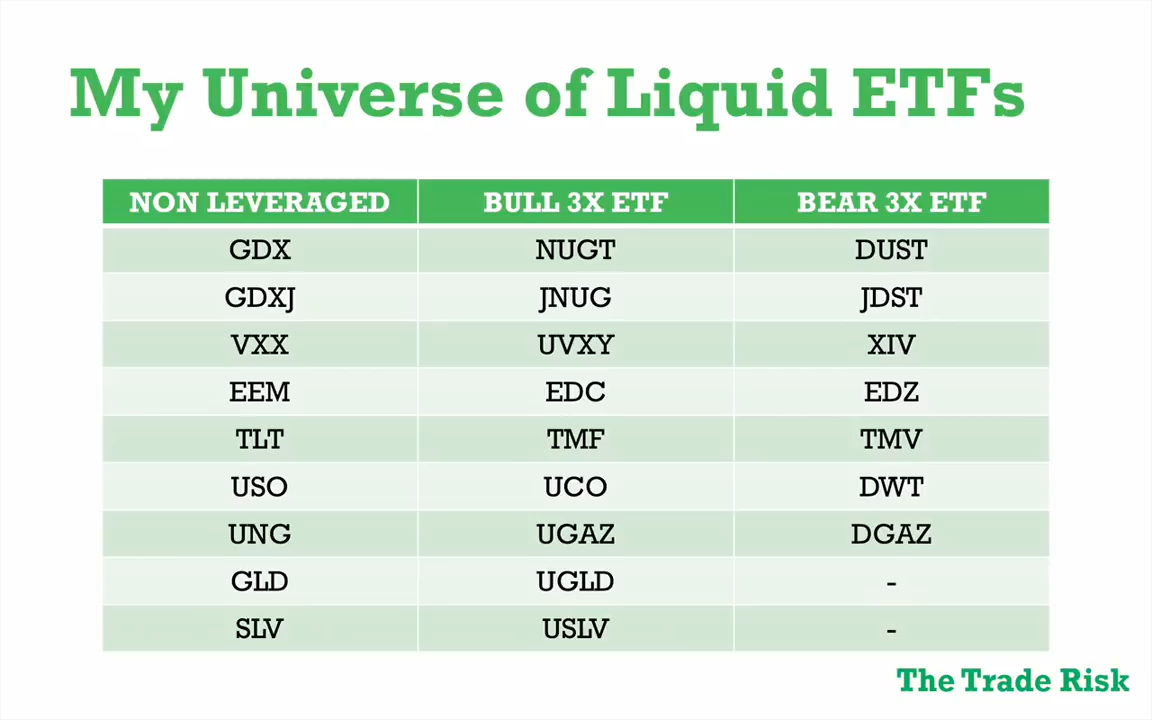 My Universe of Liquid ETFs
NON LEVERAGED BULL 3X ETF BEAR 3X ETF
GDX NUGT DUST
GDXJ JNUG JDST
VXX UVXY XIV
EEM EDC EDZ
TLT TMF TMV
USO UCO DWT
UNG UGAZ DGAZ
GLD UGLD -
SLV USLV -
The Trade Risk